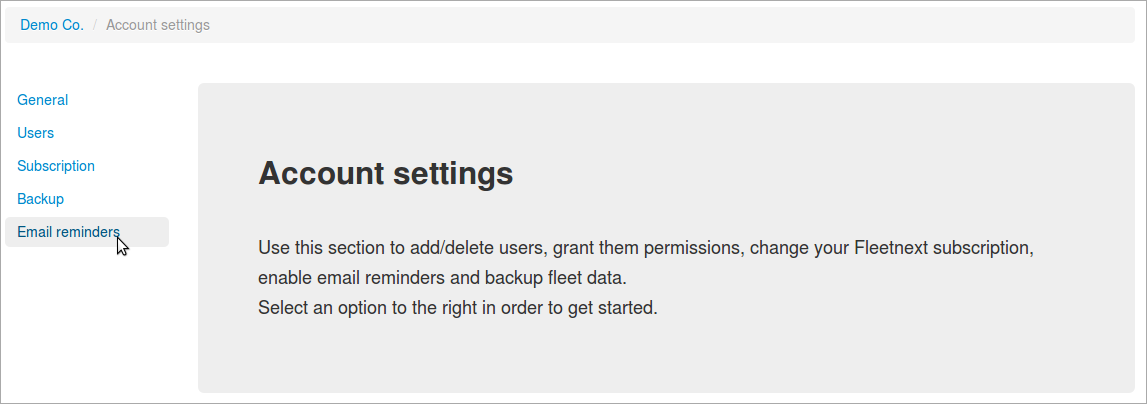 Demo Co. / Account settings
General
Users
Subscription
Backup
Email reminders
Account settings
Use this section to add/delete users, grant them permissions, change your Fleetnext subscription,
enable email reminders and backup fleet data.
Select an option to the right in order to get started.